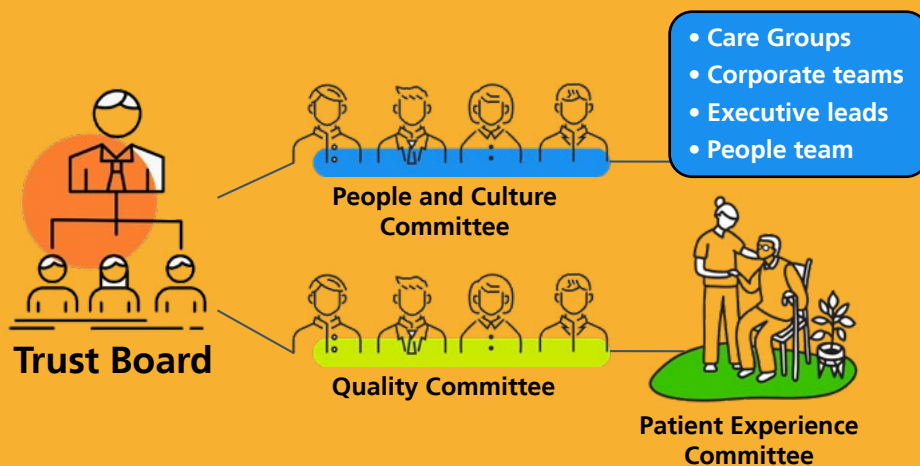 Trust Board
People and Culture
Committee
• Care Groups
• Corporate teams
• Executive leads
• People team
Quality Committee
Patient Experience
Committee